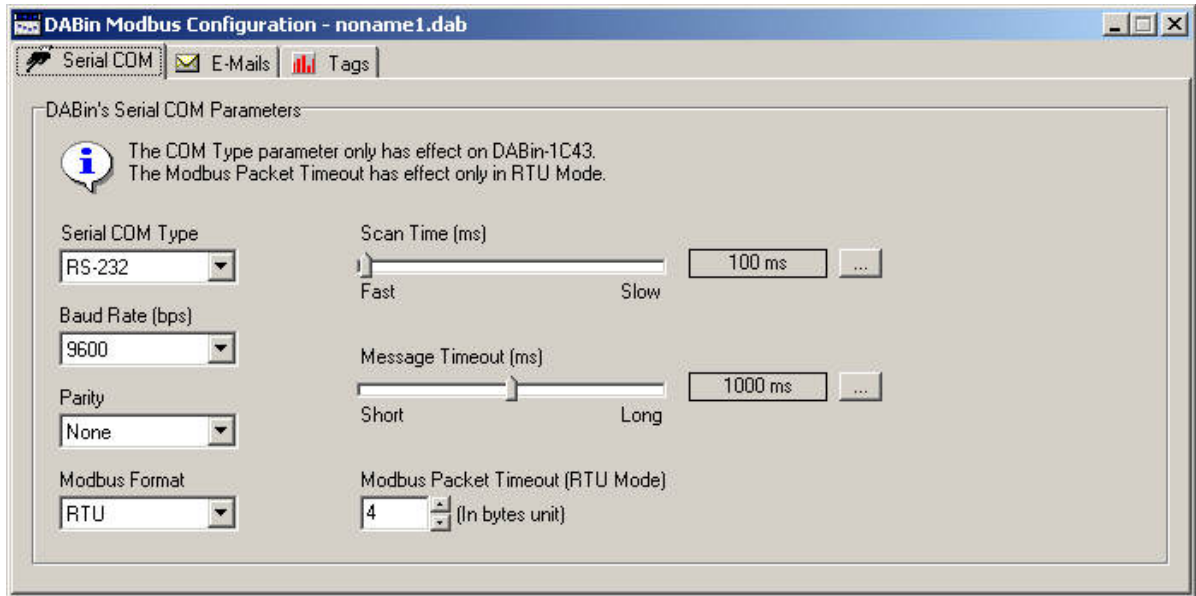 DABin Modbus Configuration - noname1.dab
Serial COM E-Mails Tags
DABin's Serial COM Parameters
The COM Type parameter only has effect on DABin-1C43.
The Modbus Packet Timeout has effect only in RTU Mode.
Serial COM Type Scan Time (ms)
RS-232 100 ms ...
Fast Slow
Baud Rate (bps)
9600 Message Timeout (ms)
1000 ms ...
Parity Short Long
None
Modbus Format Modbus Packet Timeout (RTU Mode)
RTU 4 (In bytes unit)